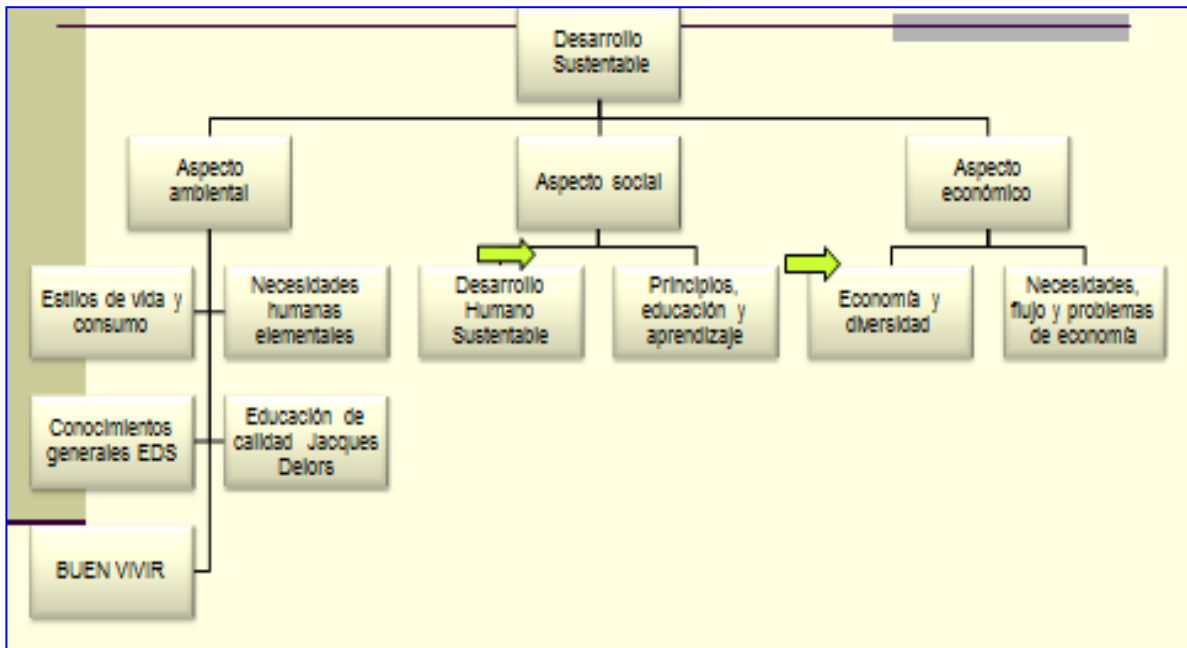 Desarrollo
Sustentable
Aspecto
ambiental
Aspecto social
Aspecto
económico
Estilos de vida y
consumo
Necesidades
humanas
elementales
Desarrollo
Humano
Sustentable
Principios,
educación y
aprendizaje
Economía y
diversidad
Necesidades,
flujo y problemas
de economía
Conocimientos
generales EDS
Educación de
calidad Jacques
Delors
BUEN VIVIR